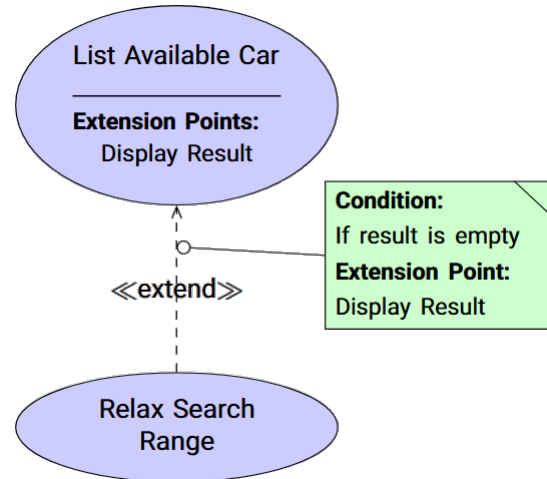 List Available Car
Extension Points:
Display Result
Condition:
If result is empty
Extension Point:
Display Result
≪extend≫
Relax Search
Range